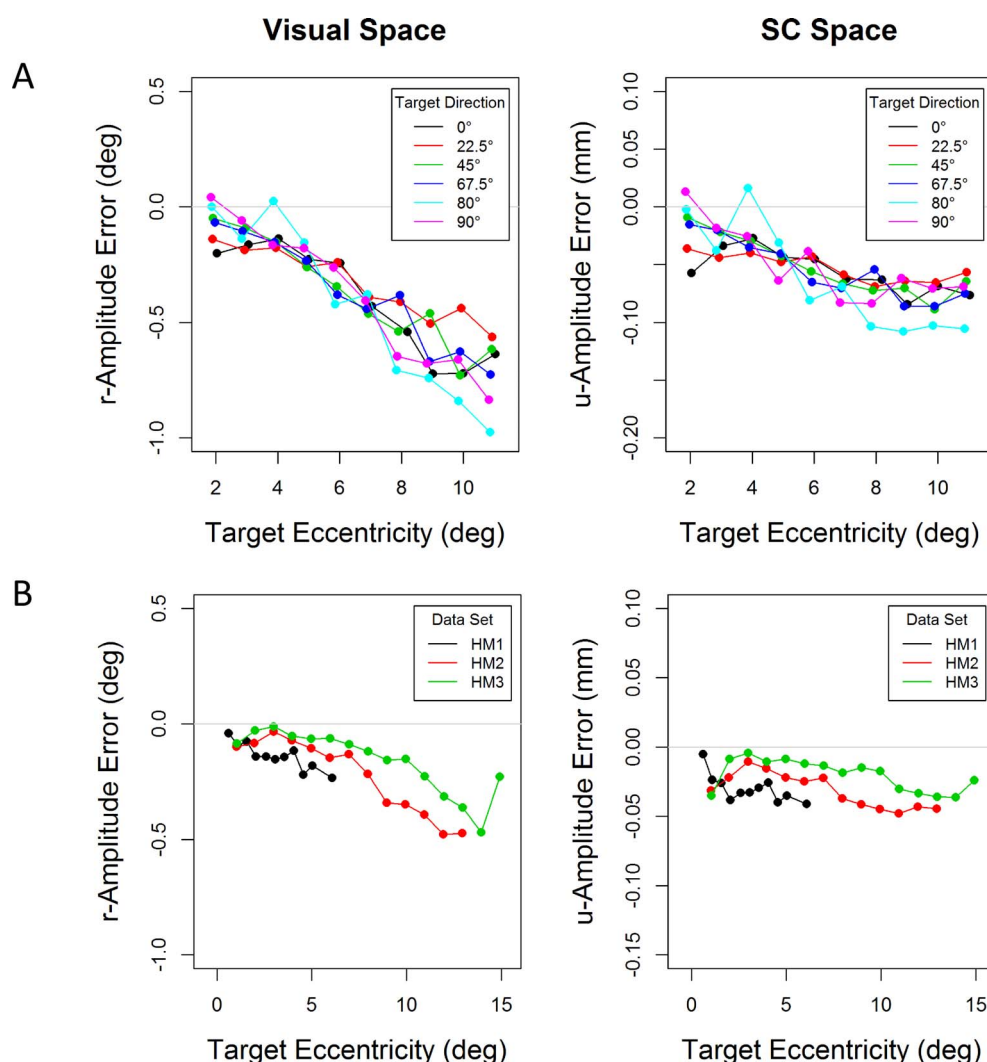 Visual Space
SC Space
A
r-Amplitude Error (deg)
0.5
0.0
-0.5
-1.0
Target Direction
0°
22.5°
45°
67.5°
80°
90°
2 4 6 8 10
Target Eccentricity (deg)
u-Amplitude Error (mm)
0.10
0.05
0.00
-0.10
-0.20
Target Direction
0°
22.5°
45°
67.5°
80°
90°
2 4 6 8 10
Target Eccentricity (deg)
B
r-Amplitude Error (deg)
0.5
0.0
-0.5
-1.0
Data Set
HM1
HM2
HM3
0 5 10 15
Target Eccentricity (deg)
u-Amplitude Error (mm)
0.10
0.05
0.00
-0.05
-0.10
-0.15
Data Set
HM1
HM2
HM3
0 5 10 15
Target Eccentricity (deg)